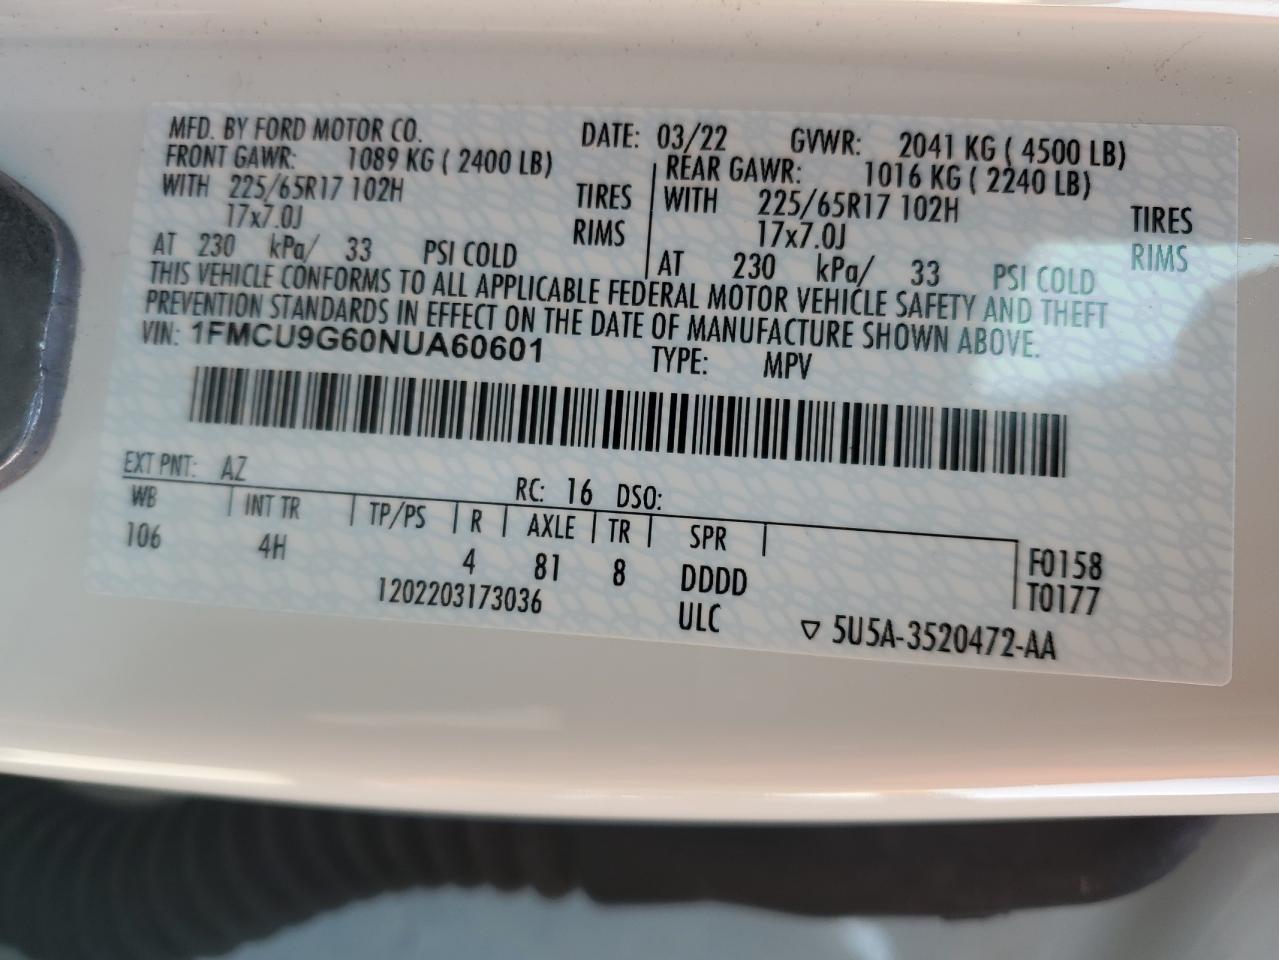 MFD. BY FORD MOTOR CO. DATE: 03/22 GVWR: 2041 KG ( 4500 LB)
FRONT GAWR: 1089 KG ( 2400 LB) REAR GAWR: 1016 KG ( 2240 LB)
WITH 225/65R17 102H TIRES WITH 225/65R17 102H TIRES
17x7.0J RIMS 17x7.0J RIMS
AT 230 kPa/ 33 PSI COLD AT 230 kPa/ 33 PSI COLD
THIS VEHICLE CONFORMS TO ALL APPLICABLE FEDERAL MOTOR VEHICLE SAFETY AND THEFT
PREVENTION STANDARDS IN EFFECT ON THE DATE OF MANUFACTURE SHOWN ABOVE.
VIN: 1FMCU9G60NUA60601 TYPE: MPV
EXT PNT: AZ RC: 16 DSO:
WB INT TR TP/PS R AXLE TR SPR
106 4H 4 81 8 DDDD F0158
1202203173036 ULC T0177
▽ 5U5A-3520472-AA